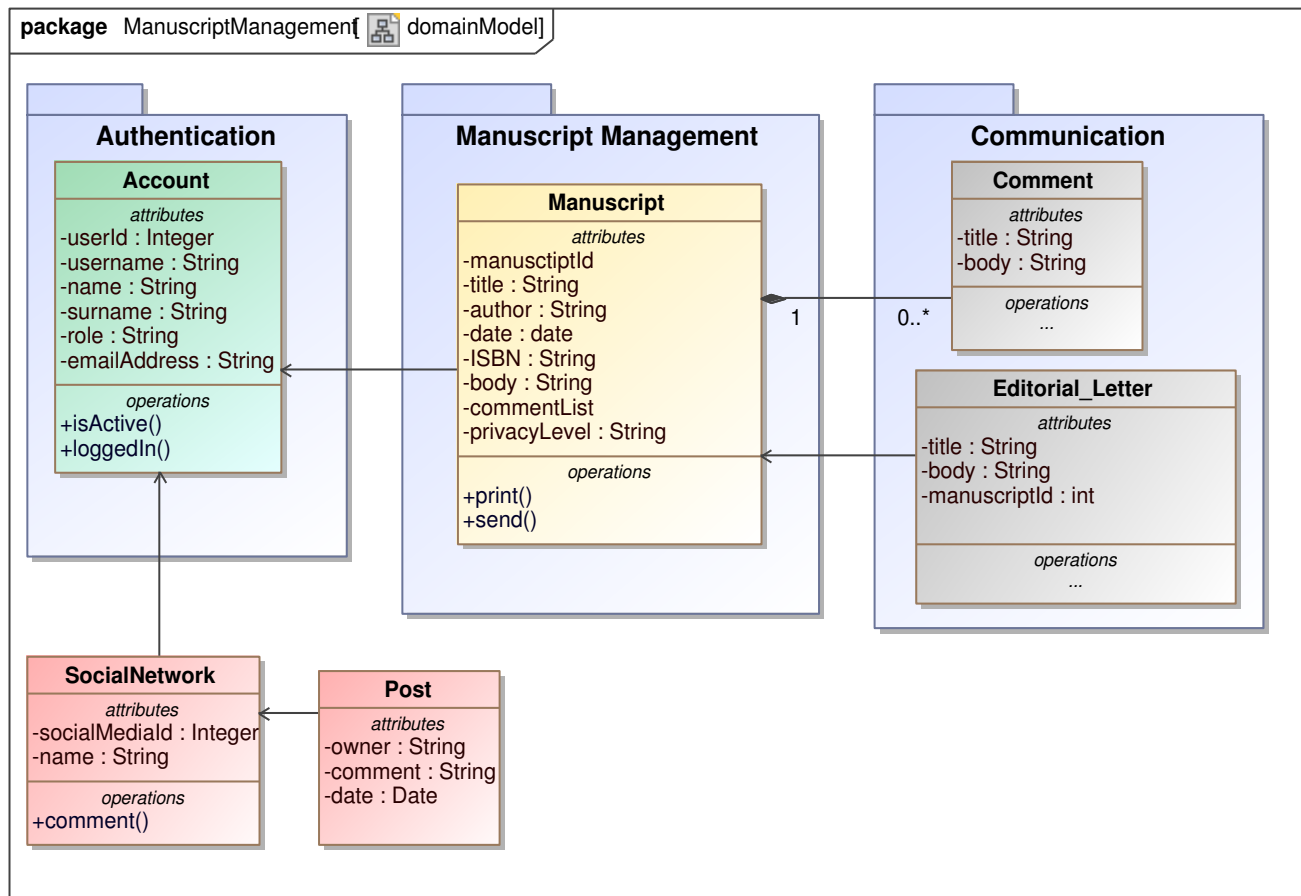 package ManuscriptManagement[ domainModel]
Authentication
Account
attributes
-userId : Integer
-username : String
-name : String
-surname : String
-role : String
-emailAddress : String
operations
+isActive()
+loggedIn()
Manuscript Management
Manuscript
attributes
-manusctiptId
-title : String
-author : String
-date : date
-ISBN : String
-body : String
-commentList
-privacyLevel : String
operations
+print()
+send()
1
0..*
Communication
Comment
attributes
-title : String
-body : String
operations
...
Editorial_Letter
attributes
-title : String
-body : String
-manuscriptId : int
operations
...
SocialNetwork
attributes
-socialMediaId : Integer
-name : String
operations
+comment()
Post
attributes
-owner : String
-comment : String
-date : Date